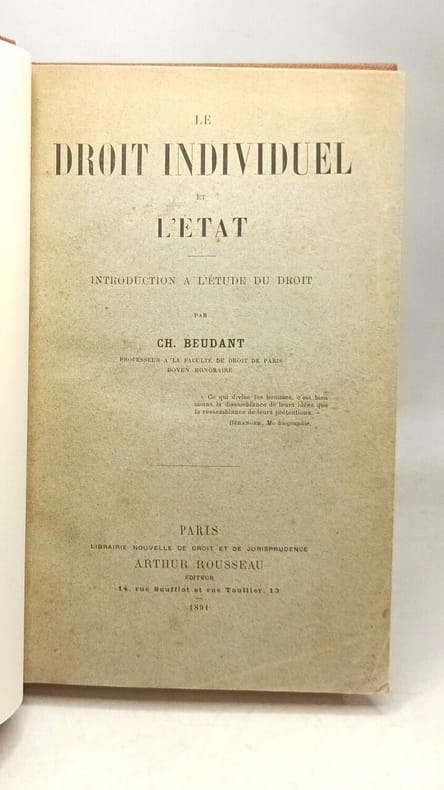 LE
DROIT INDIVIDUEL
ET
L'ÉTAT
INTRODUCTION A L'ÉTUDE DU DROIT
PAR
CH. BEUDANT
PROFESSEUR A LA FACULTÉ DE DROIT DE PARIS
DOYEN HONORAIRE
« Ce qui divise les hommes, c'est bien
moins la dissemblance de leurs idées que
la ressemblance de leurs prétentions. »
BÉRANGER, Ma biographie.
PARIS
LIBRAIRIE NOUVELLE DE DROIT ET DE JURISPRUDENCE
ARTHUR ROUSSEAU
ÉDITEUR
14, rue Soufflot et rue Toullier, 13
1891